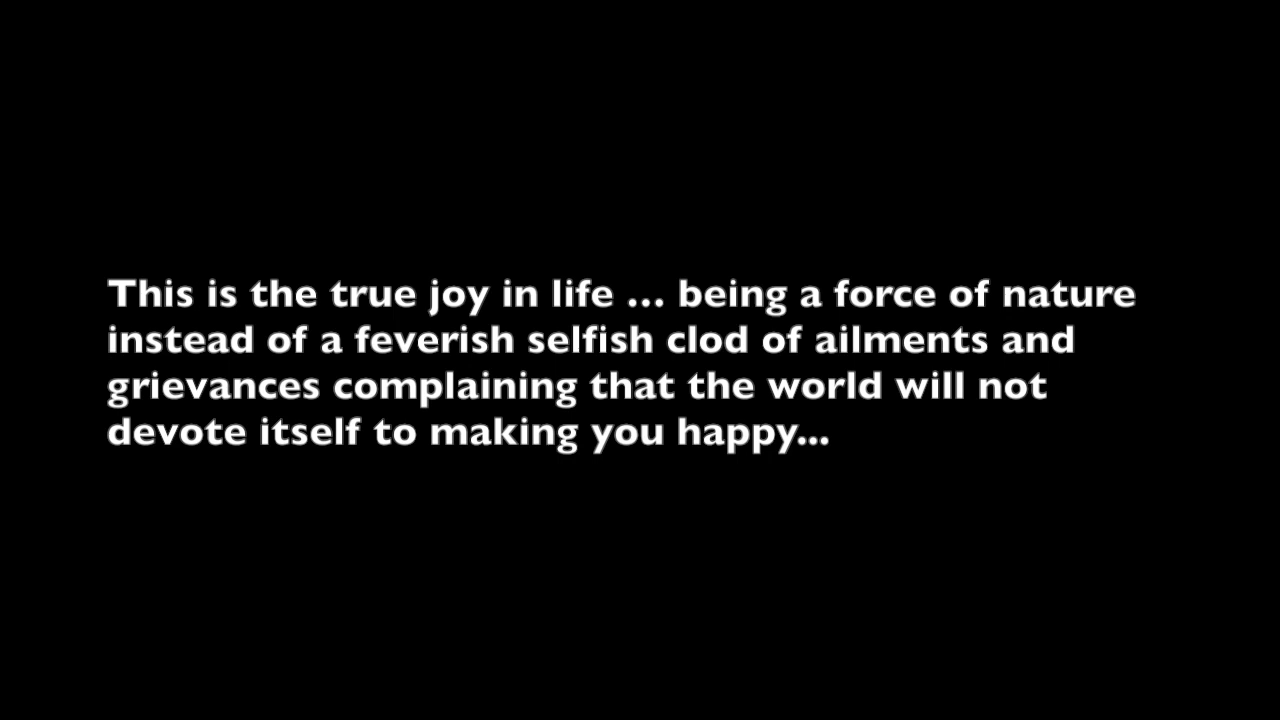 This is the true joy in life … being a force of nature
instead of a feverish selfish clod of ailments and
grievances complaining that the world will not
devote itself to making you happy...